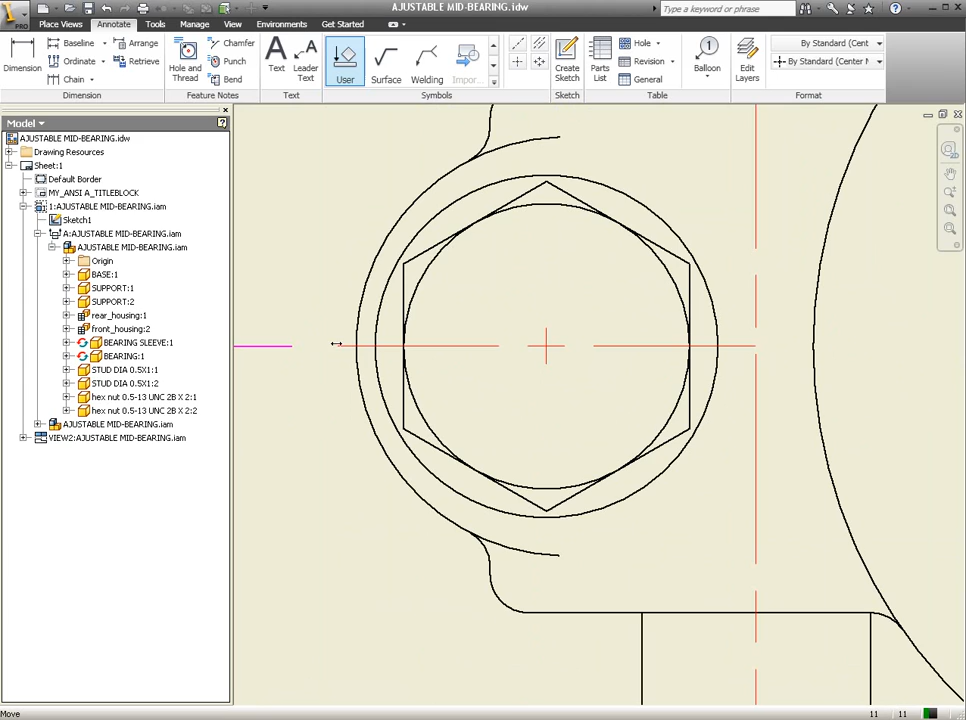 AJUSTABLE MID-BEARING.idw
Type a keyword or phrase
PRO
Place Views
Annotate
Tools
Manage
View
Environments
Get Started
Dimension
Baseline
Ordinate
Chain
Arrange
Retrieve
Dimension
Hole and
Thread
Chamfer
Punch
Bend
Feature Notes
Text
Leader
Text
Text
User
Surface
Welding
Impor...
Symbols
Create
Sketch
Sketch
Parts
List
Hole
Revision
General
Table
1
Balloon
Edit
Layers
By Standard (Cent
By Standard (Center M
Format
Model
AJUSTABLE MID-BEARING.idw
Drawing Resources
Sheet:1
Default Border
MY_ANSI A_TITLEBLOCK
1:AJUSTABLE MID-BEARING.iam
Sketch1
A:AJUSTABLE MID-BEARING.iam
AJUSTABLE MID-BEARING.iam
Origin
BASE:1
SUPPORT:1
SUPPORT:2
rear_housing:1
front_housing:2
BEARING SLEEVE:1
BEARING:1
STUD DIA 0.5X1:1
STUD DIA 0.5X1:2
hex nut 0.5-13 UNC 2B X 2:1
hex nut 0.5-13 UNC 2B X 2:2
AJUSTABLE MID-BEARING.iam
VIEW2:AJUSTABLE MID-BEARING.iam
2D
Move
11
11